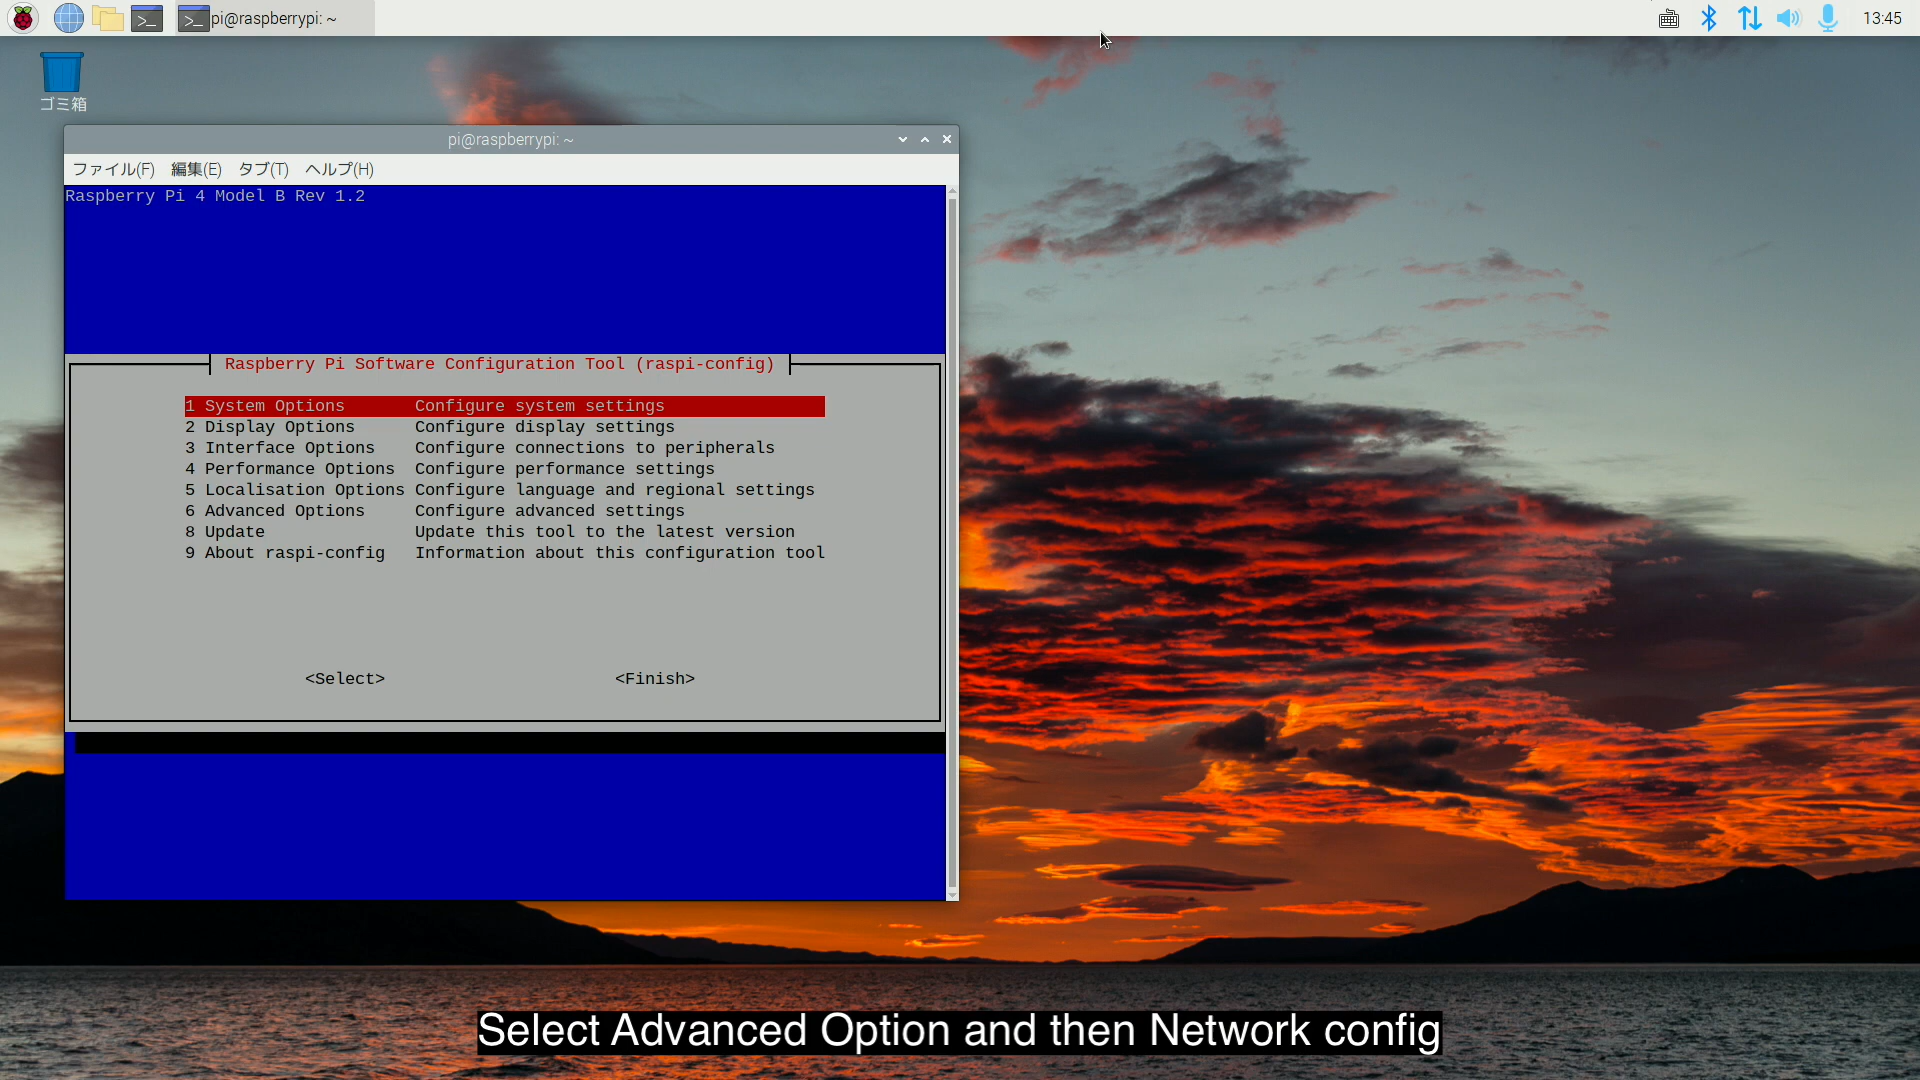 pi@raspberrypi: ~
13:45
ゴミ箱
pi@raspberrypi: ~
ファイル(F) 編集(E) タブ(T) ヘルプ(H)
Raspberry Pi 4 Model B Rev 1.2
Raspberry Pi Software Configuration Tool (raspi-config)
1 System Options Configure system settings
2 Display Options Configure display settings
3 Interface Options Configure connections to peripherals
4 Performance Options Configure performance settings
5 Localisation Options Configure language and regional settings
6 Advanced Options Configure advanced settings
8 Update Update this tool to the latest version
9 About raspi-config Information about this configuration tool
<Select> <Finish>
Select Advanced Option and then Network config